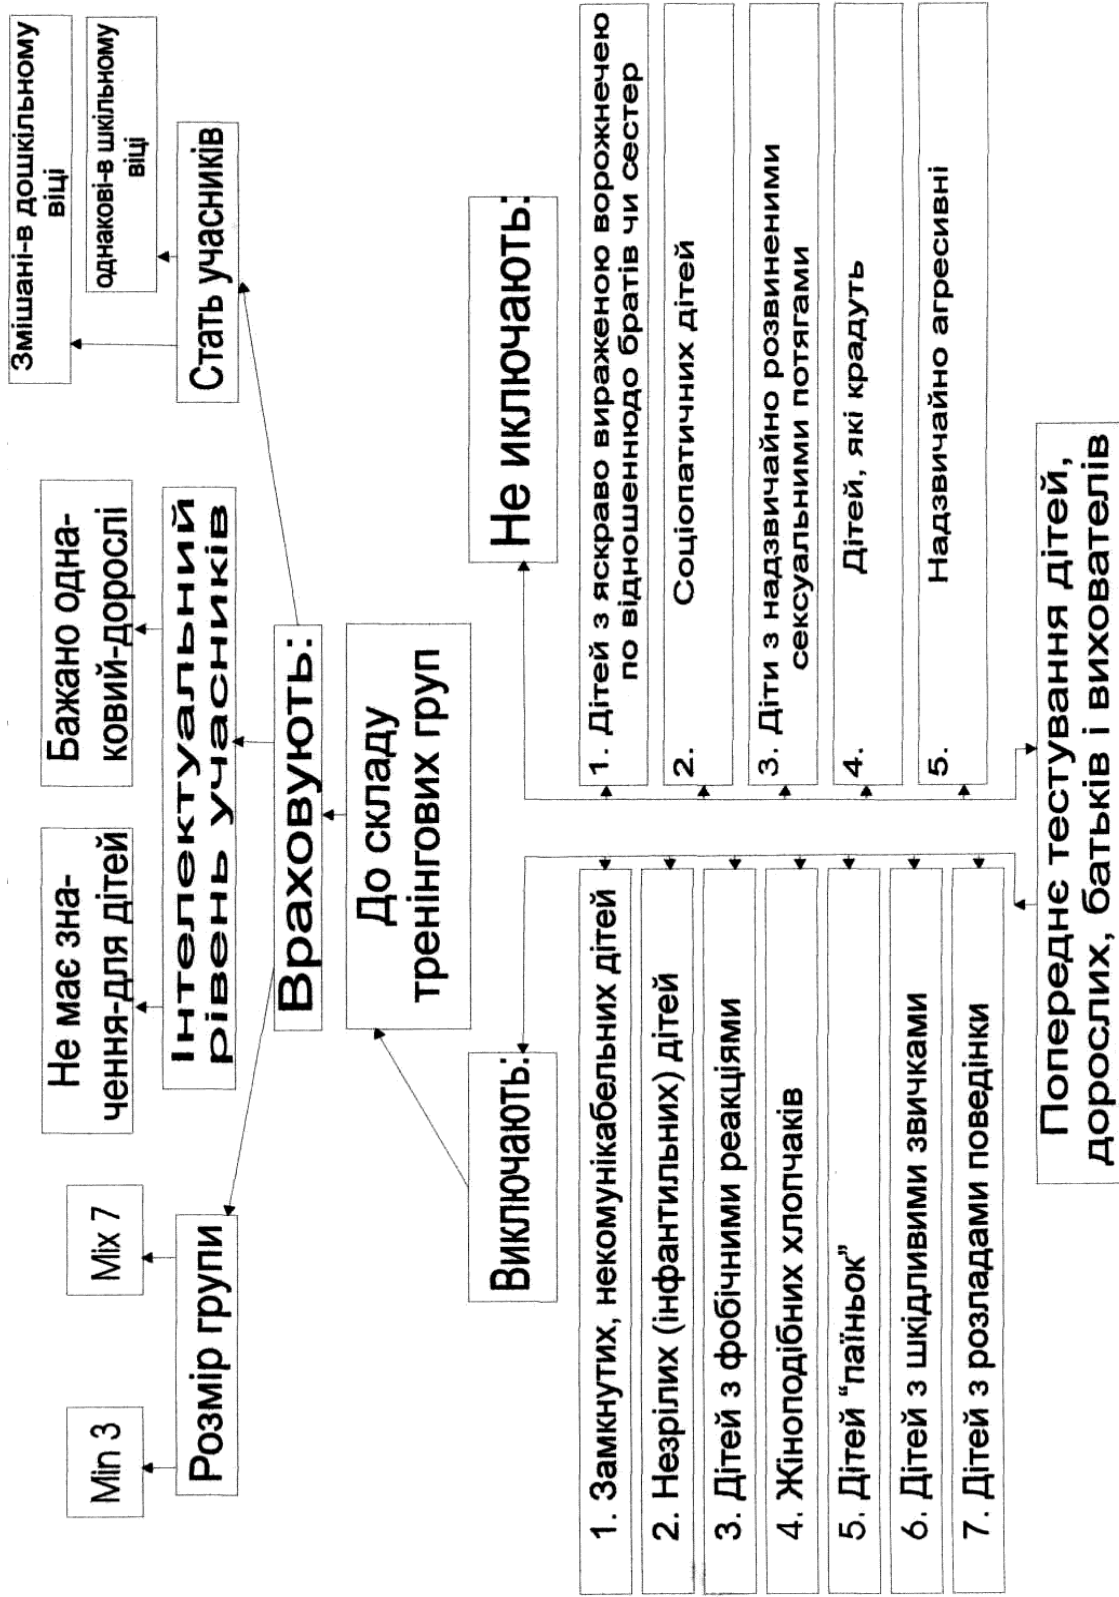 Min 3
Mix 7
Не має зна-
чення-для дітей
Бажано одна-
ковий-дорослі
Змішані-в дошкільному
віці
однакові-в шкільному
віці
Розмір групи
Інтелектуальний
рівень учасників
Стать учасників
Враховують:
До складу
тренінгових груп
Виключають:
Не иключають:
1. Замкнутих, некомунікабельних дітей
2. Незрілих (інфантильних) дітей
3. Дітей з фобічними реакціями
4. Жіноподібних хлопчаків
5. Дітей “паїньок”
6. Дітей з шкідливими звичками
7. Дітей з розладами поведінки
1. Дітей з яскраво вираженою ворожнечею
по відношеннюдо братів чи сестер
2. Соціопатичних дітей
3. Діти з надзвичайно розвиненими
сексуальними потягами
4. Дітей, які крадуть
5. Надзвичайно агресивні
Попереднє тестування дітей,
дорослих, батьків і вихователів